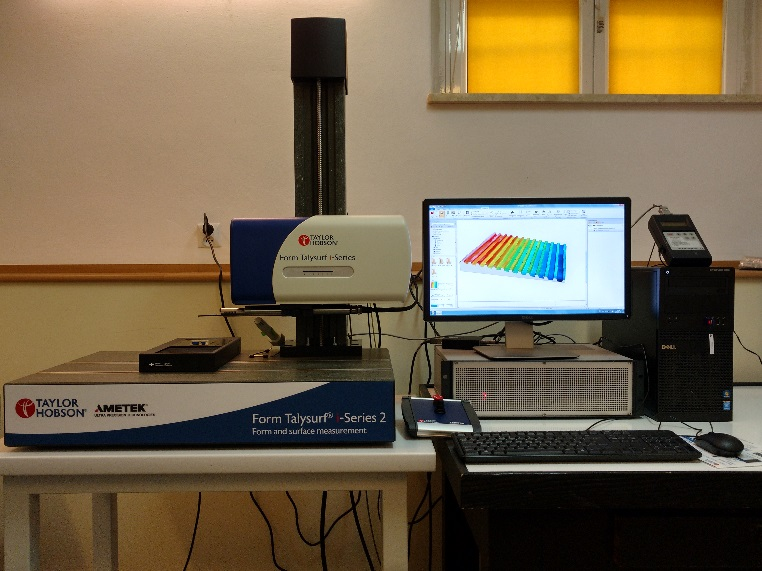 TAYLOR
HOBSON
Form Talysurf i-Series
TAYLOR
HOBSON
AMETEK
Form Talysurf i-Series 2
Form and surface measurement
DELL